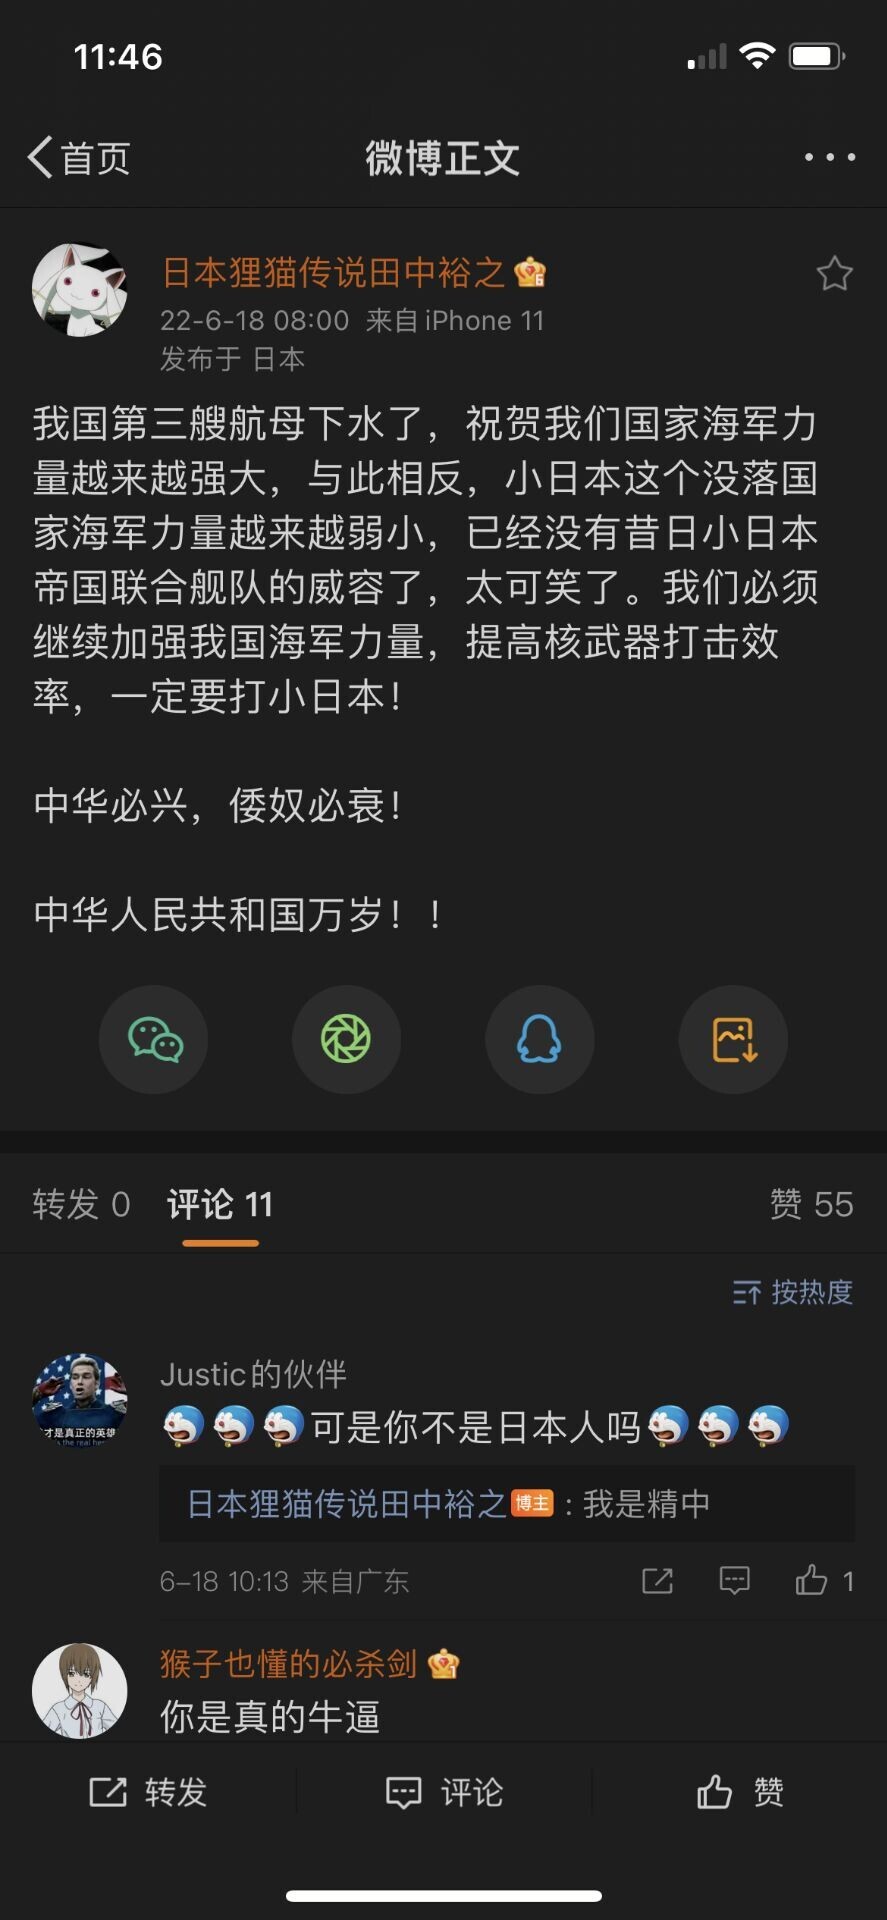 11:46
首页
微博正文
日本狸猫传说田中裕之
22-6-18 08:00 来自 iPhone 11
发布于 日本
我国第三艘航母下水了，祝贺我们国家海军力
量越来越强大，与此相反，小日本这个没落国
家海军力量越来越弱小，已经没有昔日小日本
帝国联合舰队的威容了，太可笑了。我们必须
继续加强我国海军力量，提高核武器打击效
率，一定要打小日本！
中华必兴，倭奴必衰！
中华人民共和国万岁！！
转发 0 评论 11 赞 55
按热度
Justic的伙伴
才是真正的英雄
可是你不是日本人吗
日本狸猫传说田中裕之 博主：我是精中
6-18 10:13 来自广东 1
猴子也懂的必杀剑
你是真的牛逼
转发 评论 赞